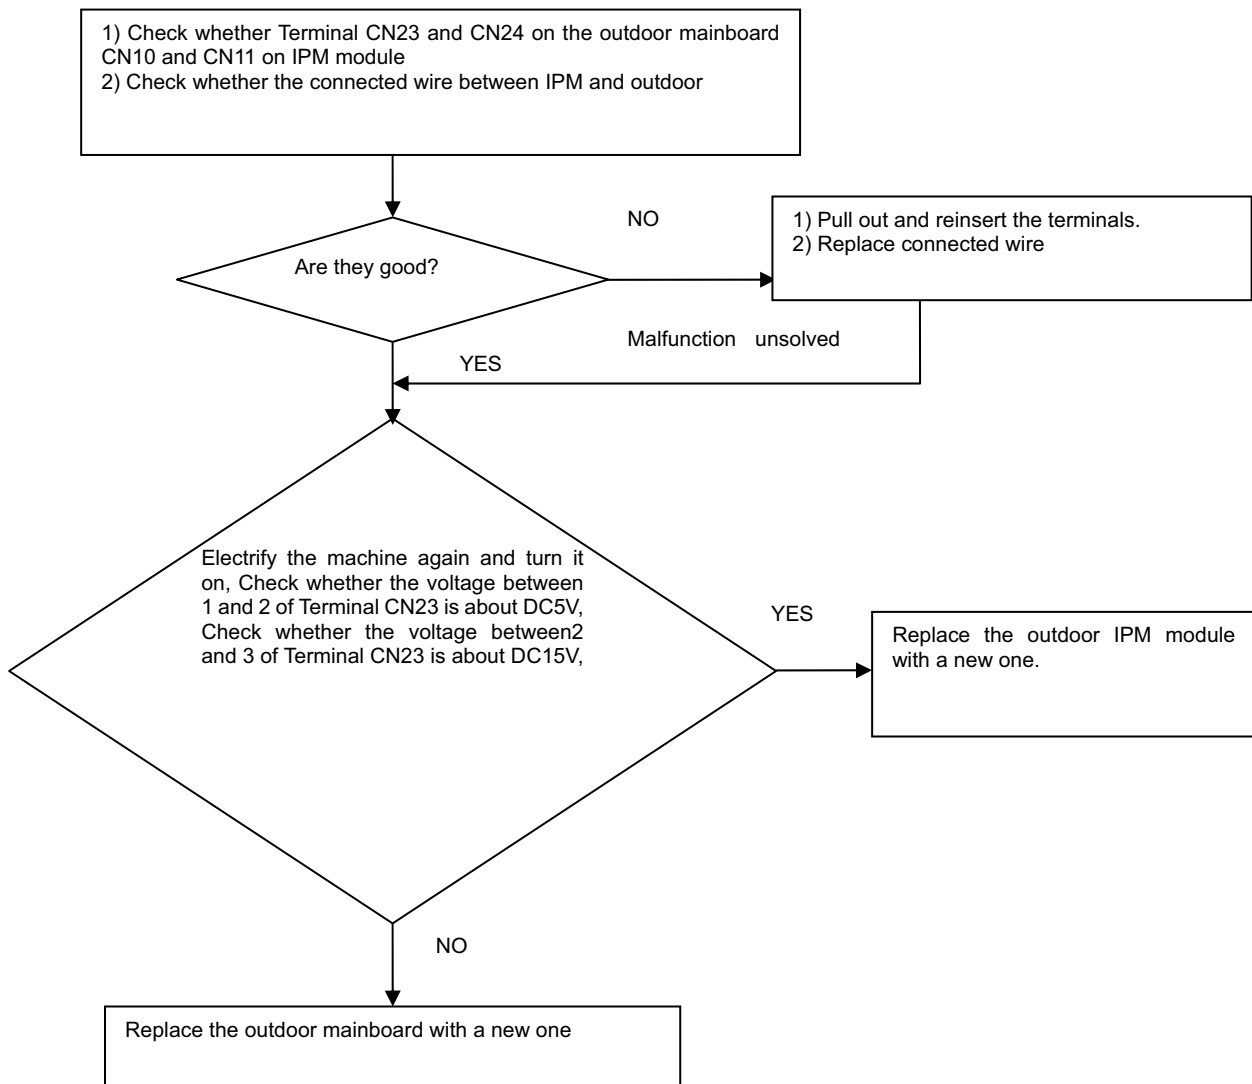 1) Check whether Terminal CN23 and CN24 on the outdoor mainboard
CN10 and CN11 on IPM module
2) Check whether the connected wire between IPM and outdoor
NO
1) Pull out and reinsert the terminals.
2) Replace connected wire
Are they good?
Malfunction unsolved
YES
Electrify the machine again and turn it
on, Check whether the voltage between
1 and 2 of Terminal CN23 is about DC5V,
Check whether the voltage between2
and 3 of Terminal CN23 is about DC15V,
YES
Replace the outdoor IPM module
with a new one.
NO
Replace the outdoor mainboard with a new one